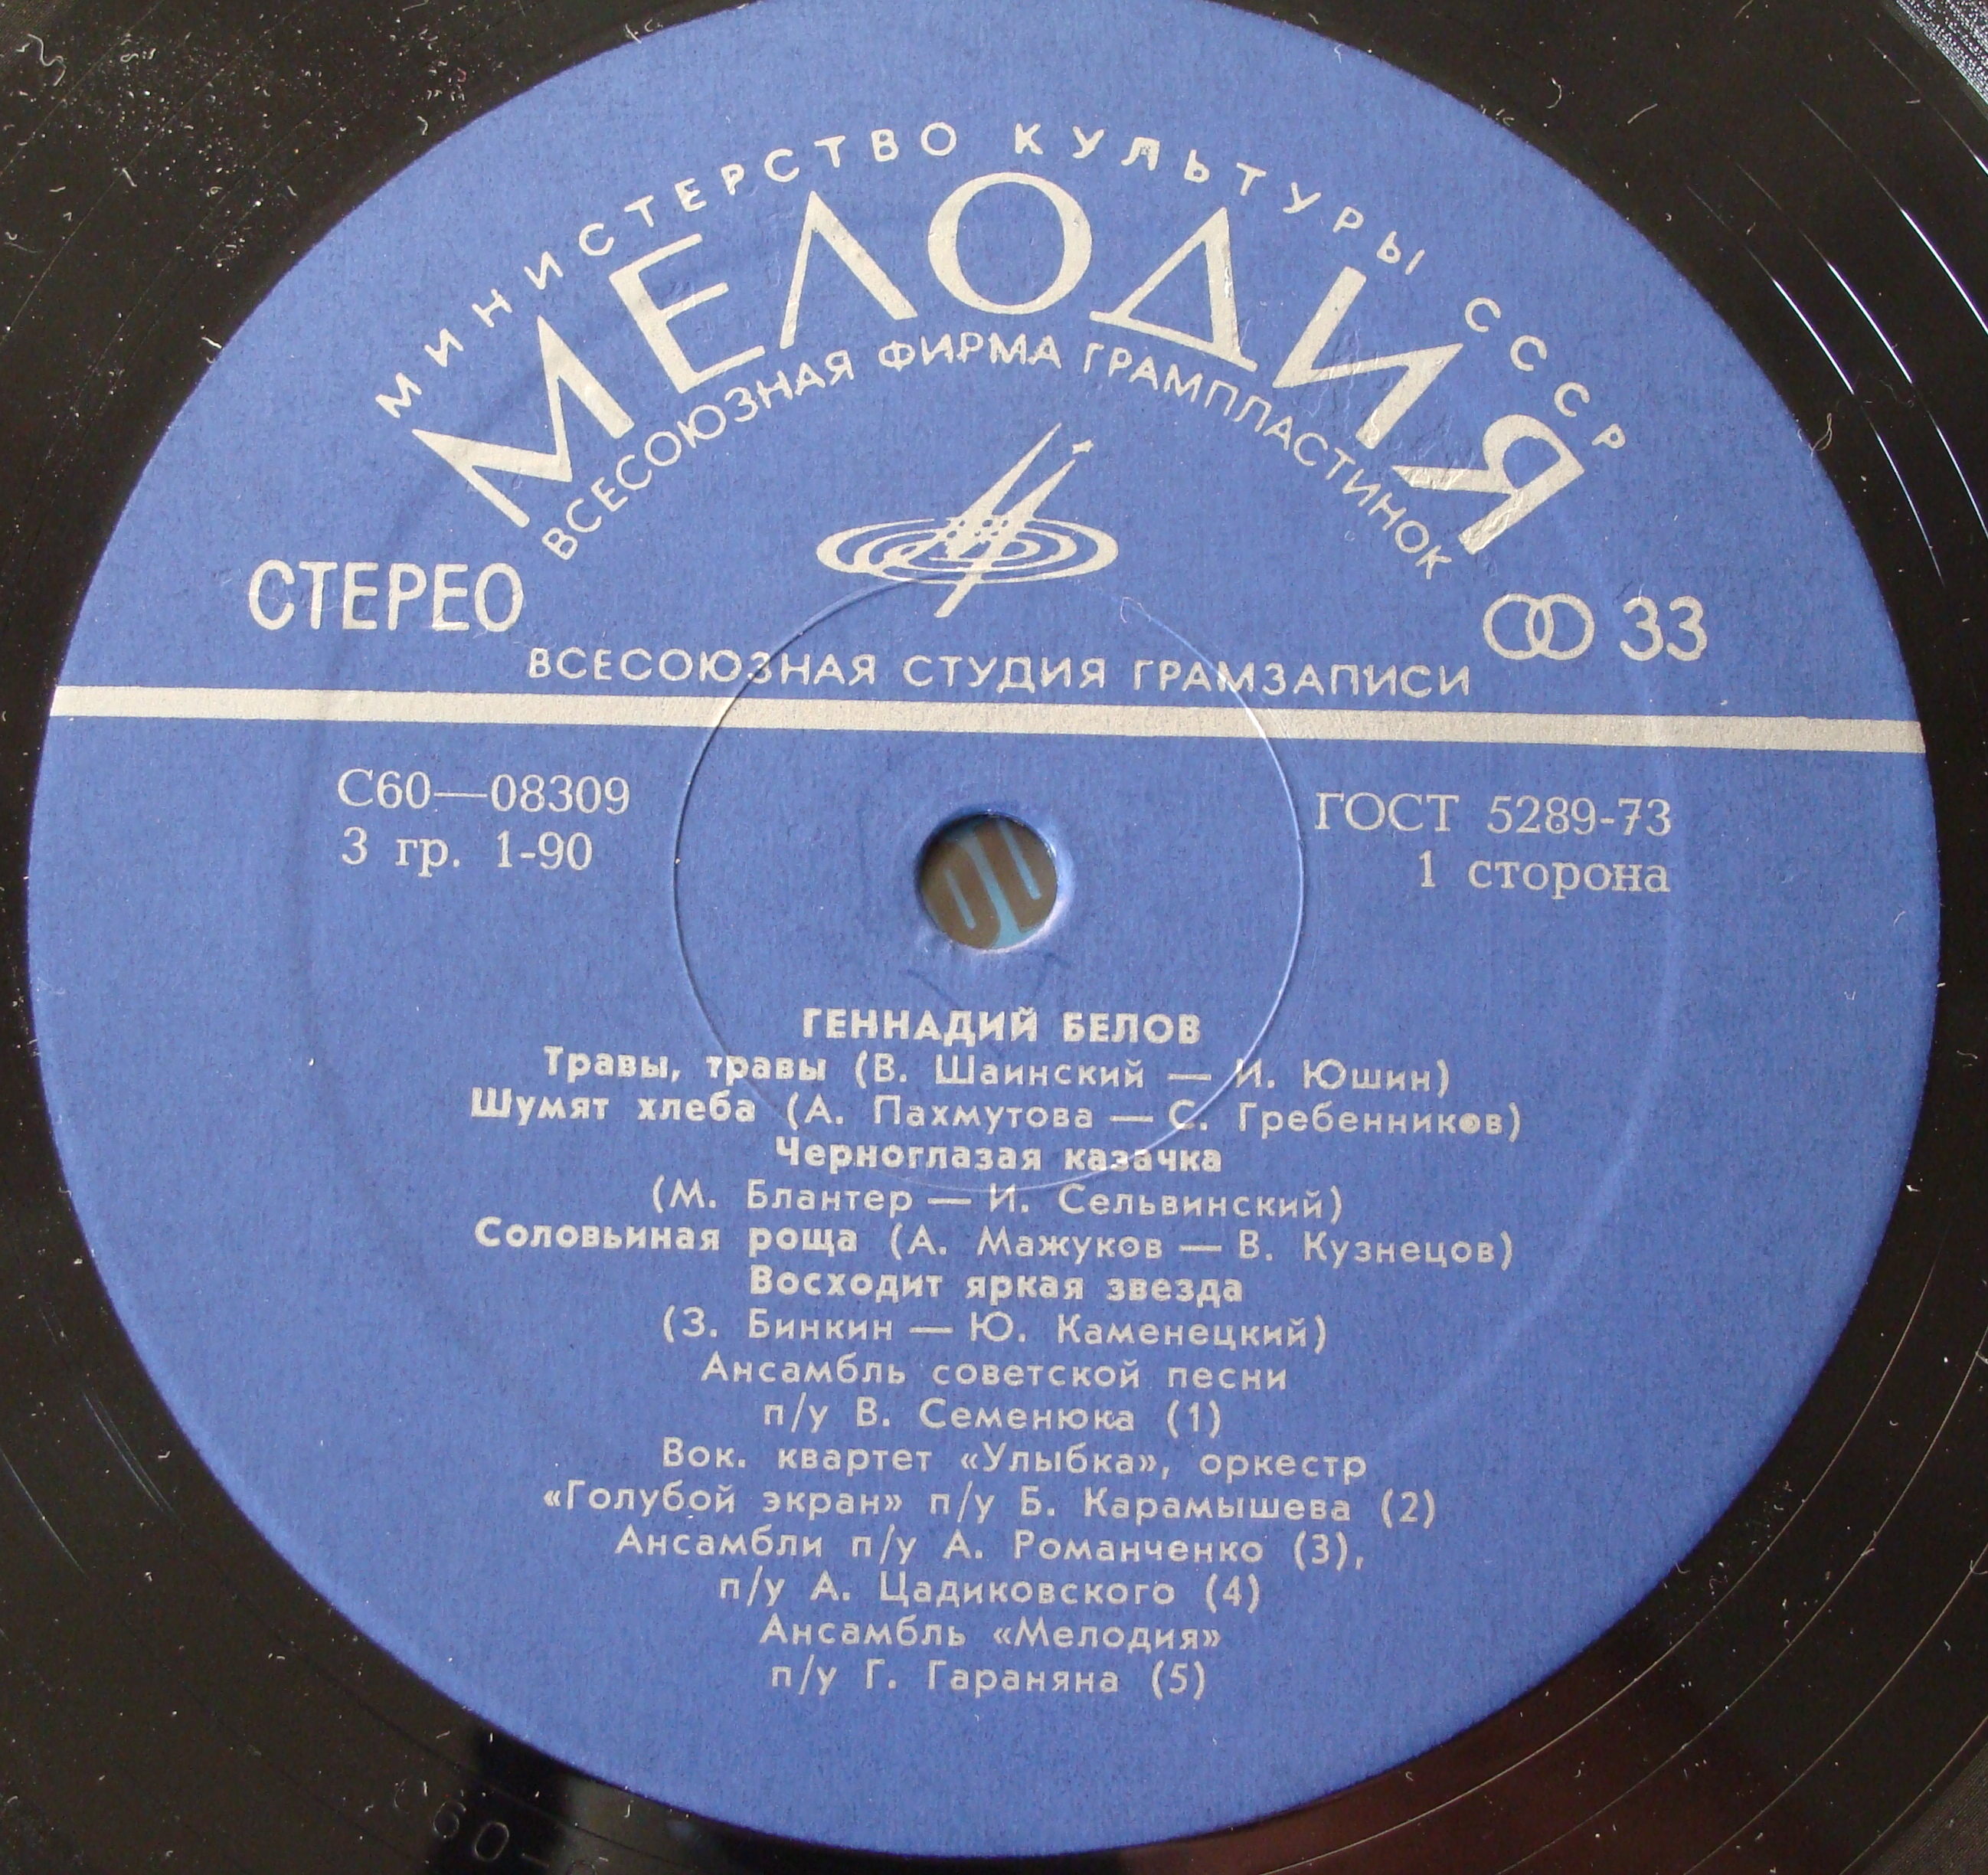 МИНИСТЕРСТВО КУЛЬТУРЫ СССР
МЕЛОДИЯ
ВСЕСОЮЗНАЯ ФИРМА ГРАМПЛАСТИНОК
СТЕРЕО
33
ВСЕСОЮЗНАЯ СТУДИЯ ГРАМЗАПИСИ
С60—08309
ГОСТ 5289-73
3 гр. 1-90
1 сторона
ГЕННАДИЙ БЕЛОВ
Травы, травы (В. Шаинский — И. Юшин)
Шумят хлеба (А. Пахмутова — С. Гребенников)
Черноглазая казачка
(М. Блантер — И. Сельвинский)
Соловьиная роща (А. Мажуков — В. Кузнецов)
Восходит яркая звезда
(З. Бинкин — Ю. Каменецкий)
Ансамбль советской песни
п/у В. Семенюка (1)
Вок. квартет «Улыбка», оркестр
«Голубой экран» п/у Б. Карамышева (2)
Ансамбли п/у А. Романченко (3),
п/у А. Цадиковского (4)
Ансамбль «Мелодия»
п/у Г. Гараняна (5)